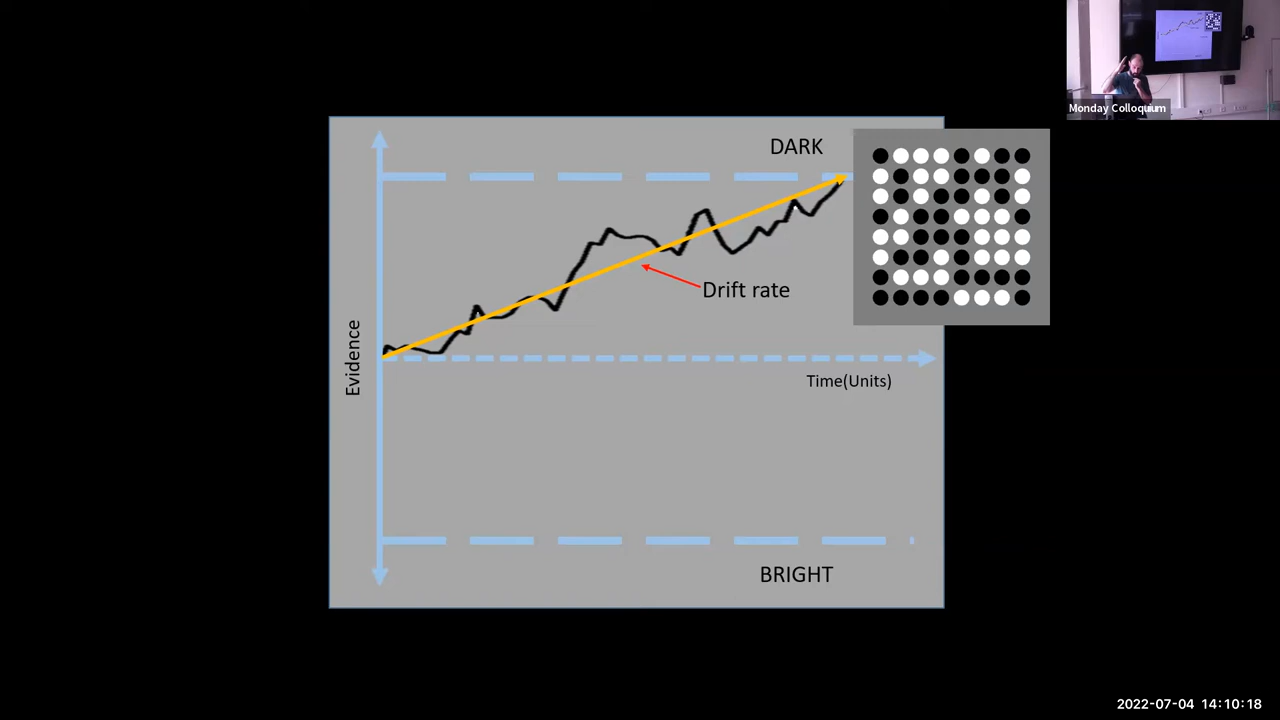 Monday Colloquium
DARK
Drift rate
Evidence
Time(Units)
BRIGHT
2022-07-04 14:10:18